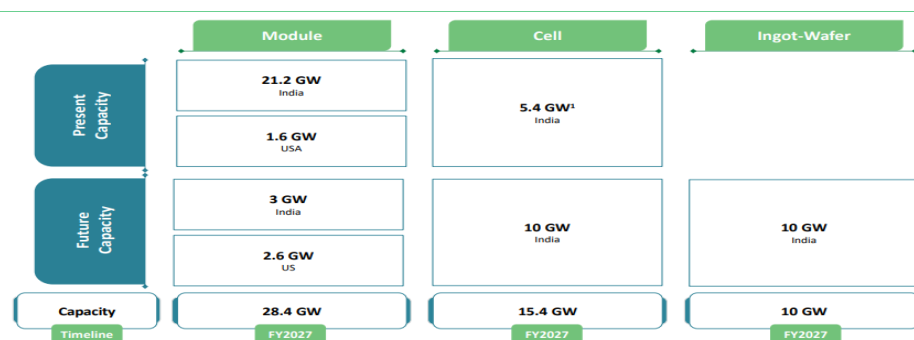 Module
Cell
Ingot-Wafer
Present
Capacity
21.2 GW
India
1.6 GW
USA
5.4 GW¹
India
Future
Capacity
3 GW
India
2.6 GW
US
10 GW
India
10 GW
India
Capacity
28.4 GW
15.4 GW
10 GW
Timeline
FY2027
FY2027
FY2027